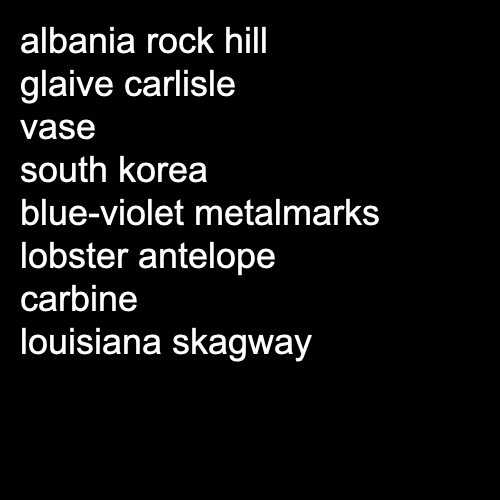 albania rock hill
glaive carlisle
vase
south korea
blue-violet metalmarks
lobster antelope
carbine
louisiana skagway